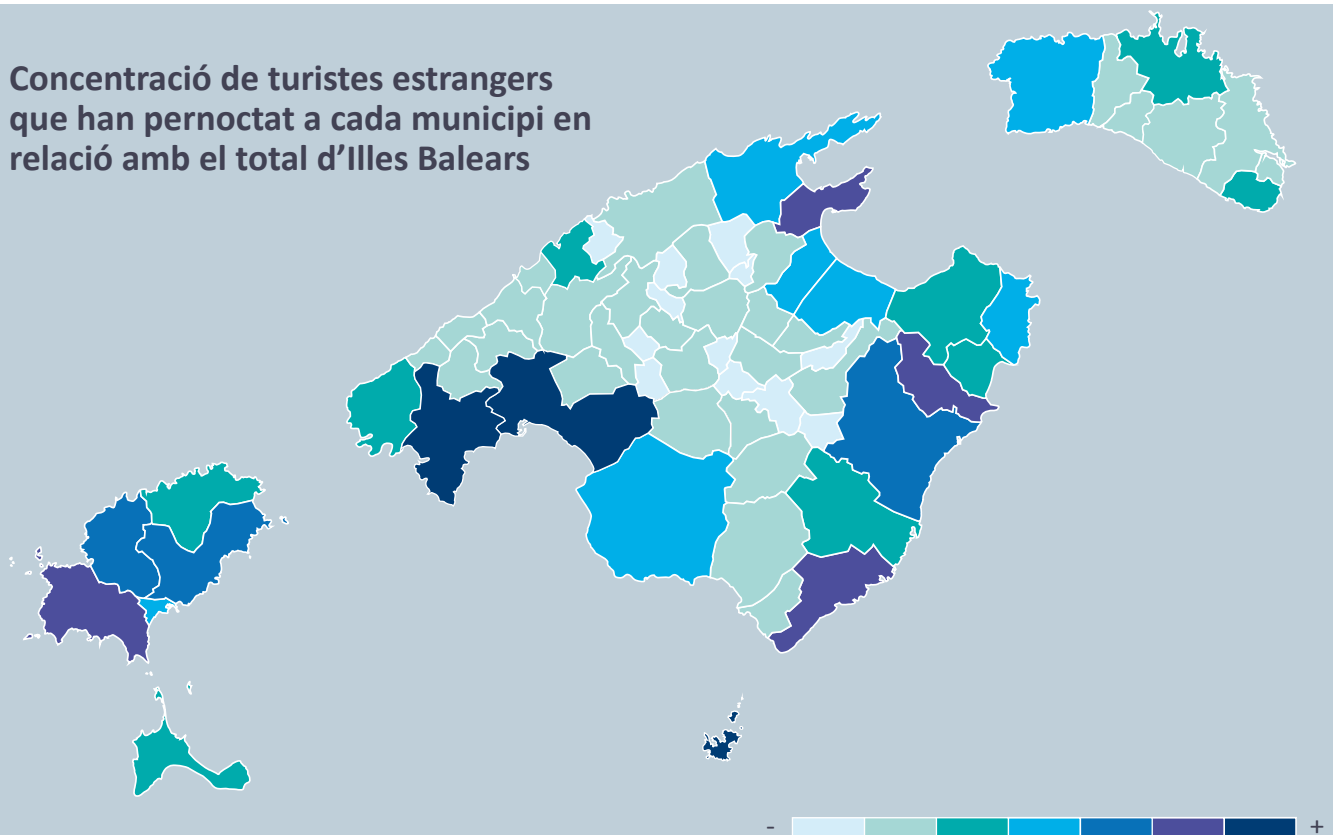 Concentració de turistes estrangers
que han pernoctat a cada municipi en
relació amb el total d’Illes Balears
- +